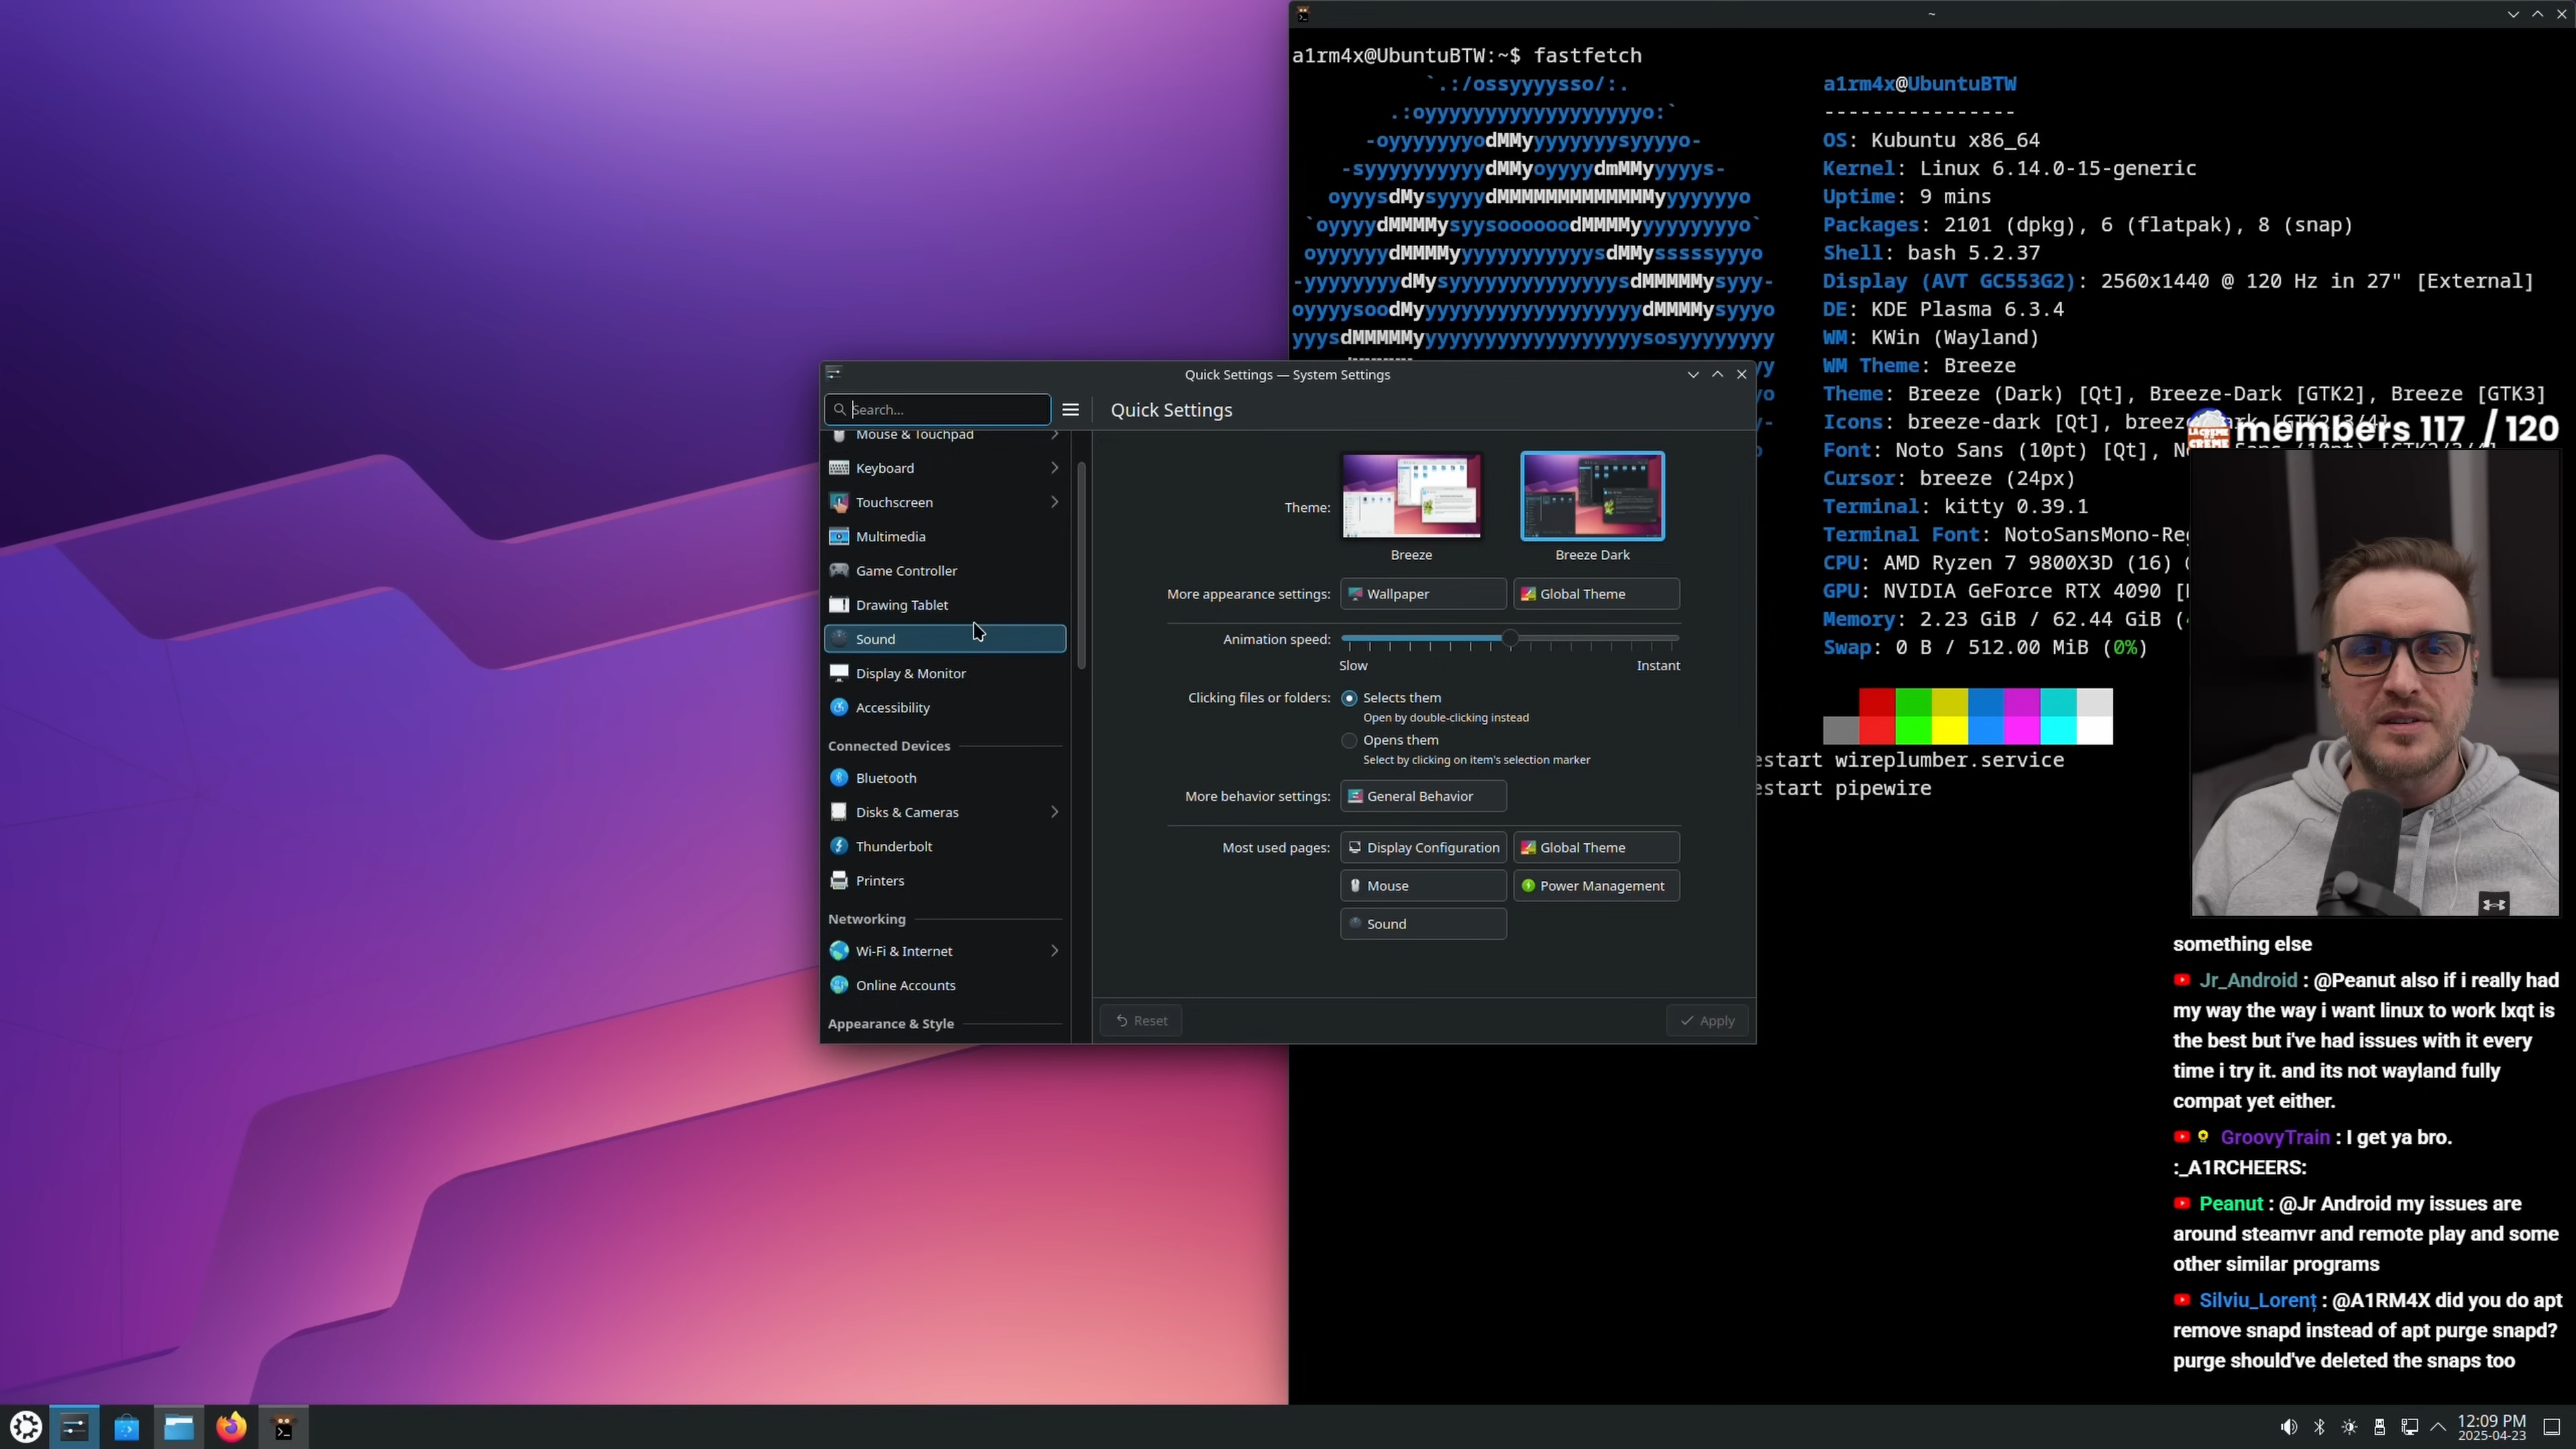 ~
a1rm4x@UbuntuBTW:~$ fastfetch
`.:/ossyyyysso/:.
.:oyyyyyyyyyyyyyyyyyyo:`
-oyyyyyyyodMMyyyyyyyysyyyyo-
-syyyyyyyyyydMMyoyyyydmMMyyyys-
oyyysdMysyyyydMMMMMMMMMMMMMyyyyyyyo
`oyyyydMMMMysyysoooooodMMMMyyyyyyyyyo`
oyyyyyydMMMMyyyyyyyyyyyysdMMysssssyyyo
-yyyyyyyydMysyyyyyyyyyyyyyysdMMMMMysyyy-
oyyyysoodMyyyyyyyyyyyyyyyyyydMMMMysyyyo
yyysdMMMMMyyyyyyyyyyyyyyyyyysosyyyyyyyy
a1rm4x@UbuntuBTW
---------------
OS: Kubuntu x86_64
Kernel: Linux 6.14.0-15-generic
Uptime: 9 mins
Packages: 2101 (dpkg), 6 (flatpak), 8 (snap)
Shell: bash 5.2.37
Display (AVT GC553G2): 2560x1440 @ 120 Hz in 27" [External]
DE: KDE Plasma 6.3.4
WM: KWin (Wayland)
WM Theme: Breeze
Theme: Breeze (Dark) [Qt], Breeze-Dark [GTK2], Breeze [GTK3]
Icons: breeze-dark [Qt],
Font: Noto Sans (10pt) [Qt],
Cursor: breeze (24px)
Terminal: kitty 0.39.1
Terminal Font: NotoSansMono-Reg
CPU: AMD Ryzen 7 9800X3D (16)
GPU: NVIDIA GeForce RTX 4090
Memory: 2.23 GiB / 62.44 GiB
Swap: 0 B / 512.00 MiB (0%)
estart wireplumber.service
estart pipewire
members 117 / 120
Quick Settings — System Settings
Search...
Quick Settings
Mouse & Touchpad
Keyboard
Touchscreen
Multimedia
Game Controller
Drawing Tablet
Sound
Display & Monitor
Accessibility
Connected Devices
Bluetooth
Disks & Cameras
Thunderbolt
Printers
Networking
Wi-Fi & Internet
Online Accounts
Appearance & Style
Theme:
Breeze
Breeze Dark
More appearance settings:
Wallpaper
Global Theme
Animation speed:
Slow
Instant
Clicking files or folders:
Selects them
Open by double-clicking instead
Opens them
Select by clicking on item's selection marker
More behavior settings:
General Behavior
Most used pages:
Display Configuration
Global Theme
Mouse
Power Management
Sound
Reset
Apply
something else
Jr_Android : @Peanut also if i really had
my way the way i want linux to work lxqt is
the best but i've had issues with it every
time i try it. and its not wayland fully
compat yet either.
GroovyTrain : I get ya bro.
:_A1RCHEERS:
Peanut : @Jr Android my issues are
around steamvr and remote play and some
other similar programs
Silviu_Lorenț : @A1RM4X did you do apt
remove snapd instead of apt purge snapd?
purge should've deleted the snaps too
12:09 PM
2025-04-23